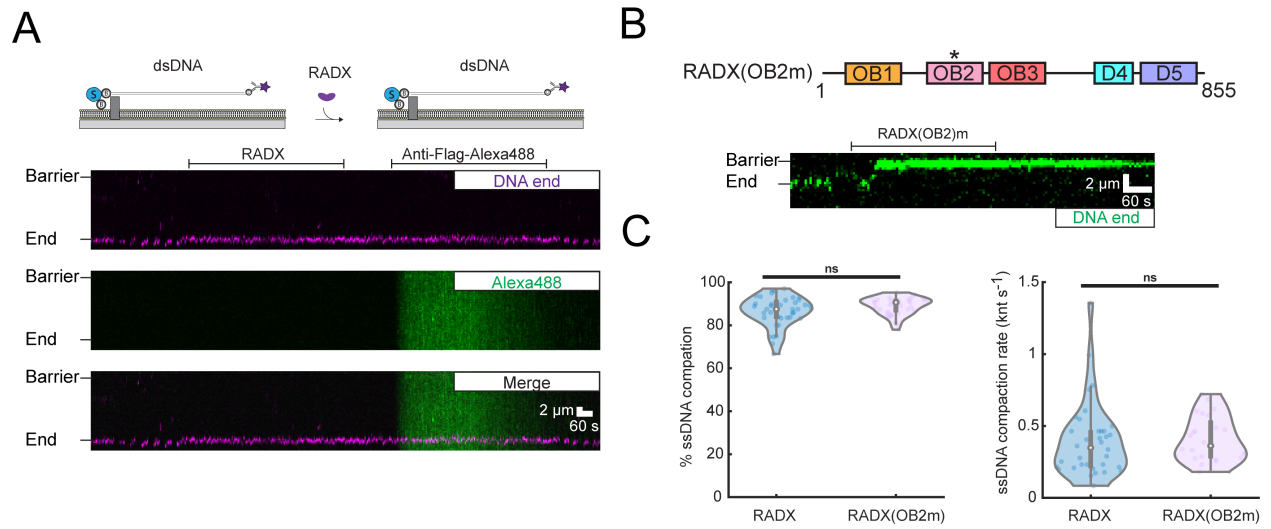 A
dsDNA
RADX
dsDNA
S
B
B
S
B
B
RADX
Anti-Flag-Alexa488
Barrier
DNA end
End
Barrier
Alexa488
End
Barrier
Merge
2 µm
60 s
End
B
*
RADX(OB2m)
OB1
OB2
OB3
D4
D5
1
855
RADX(OB2)m
Barrier
End
2 µm
60 s
DNA end
C
ns
100
80
60
40
20
0
% ssDNA compation
RADX
RADX(OB2m)
ns
1.5
1
0.5
0
ssDNA compaction rate (knt s-1)
RADX
RADX(OB2m)